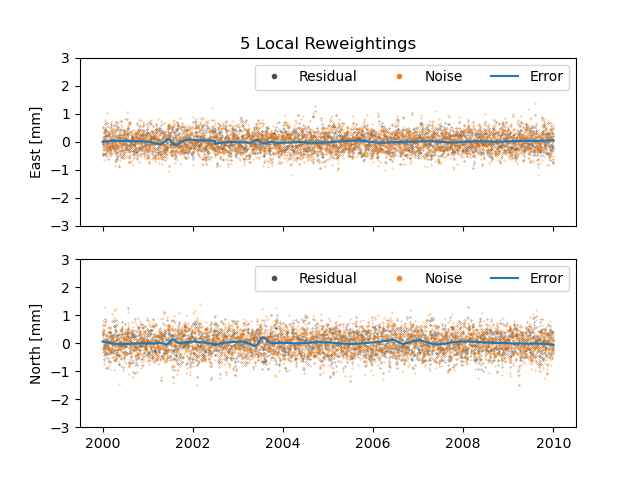 5 Local Reweightings
3
2
1
0
−1
−2
−3
East [mm]
Residual Noise Error
3
2
1
0
−1
−2
−3
North [mm]
Residual Noise Error
2000 2002 2004 2006 2008 2010